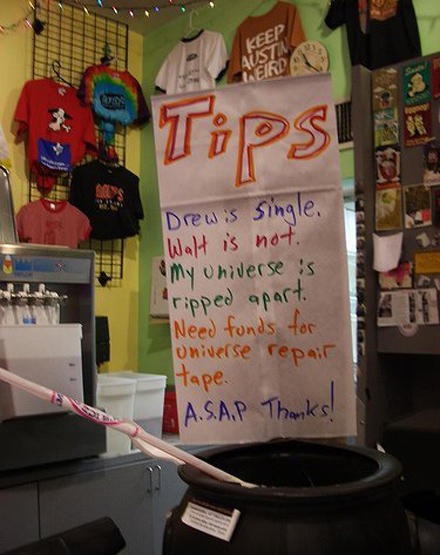 KEEP
AUSTIN
WEIRD
Tips
Drew is single.
Walt is not.
My universe is
ripped apart.
Need funds for
universe repair
tape.
A.S.A.P Thanks!